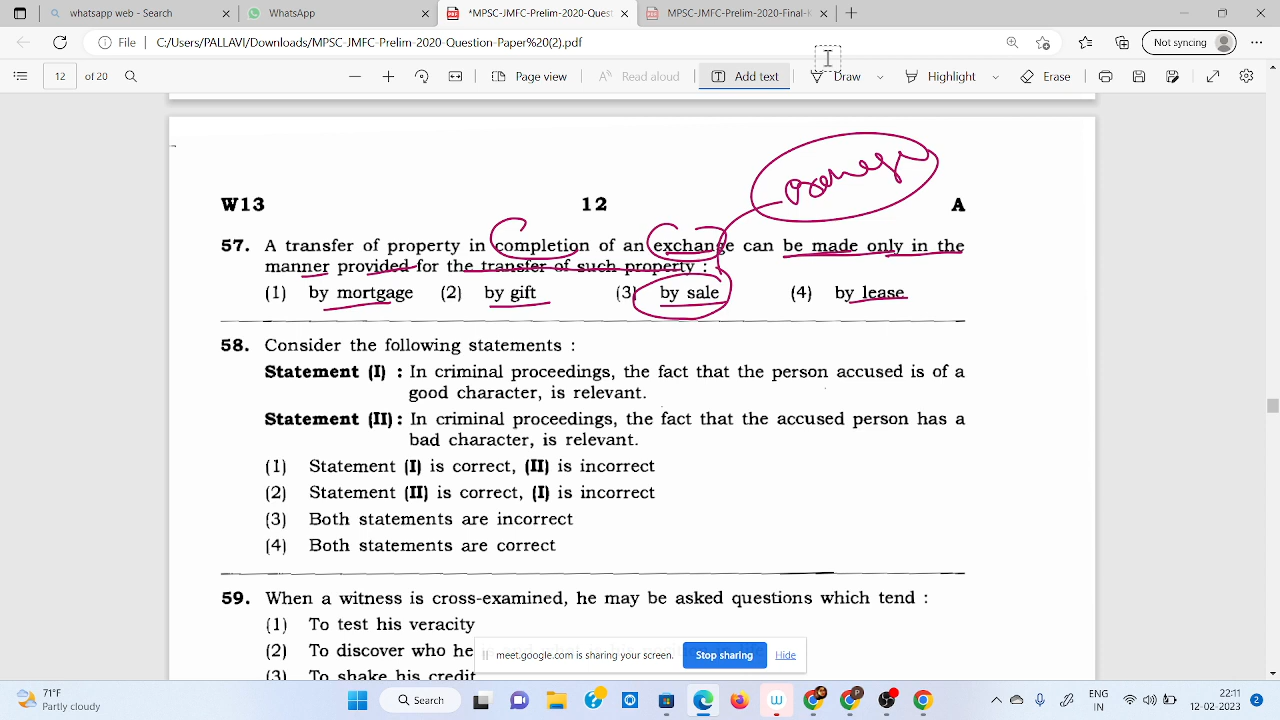 whatsapp web - Search
WhatsApp
*MPSC-JMFC-Prelim-2020-Quest
MPSC-JMFC-Prelim-2020-Final-
File
C:/Users/PALLAVI/Downloads/MPSC JMFC-Prelim-2020-Question-Paper%20(2).pdf
Not syncing
12 of 20
Page view
Read aloud
Add text
Draw
Highlight
Erase
W13 12 A
57. A transfer of property in completion of an exchange can be made only in the
manner provided for the transfer of such property :
(1) by mortgage (2) by gift (3) by sale (4) by lease
58. Consider the following statements :
Statement (I) : In criminal proceedings, the fact that the person accused is of a
good character, is relevant.
Statement (II) : In criminal proceedings, the fact that the accused person has a
bad character, is relevant.
(1) Statement (I) is correct, (II) is incorrect
(2) Statement (II) is correct, (I) is incorrect
(3) Both statements are incorrect
(4) Both statements are correct
59. When a witness is cross-examined, he may be asked questions which tend :
(1) To test his veracity
(2) To discover who he
(3) To shake his credit
meet.google.com is sharing your screen.
Stop sharing
Hide
71°F
Partly cloudy
Search
ENG
IN
22:11
12-02-2023
2